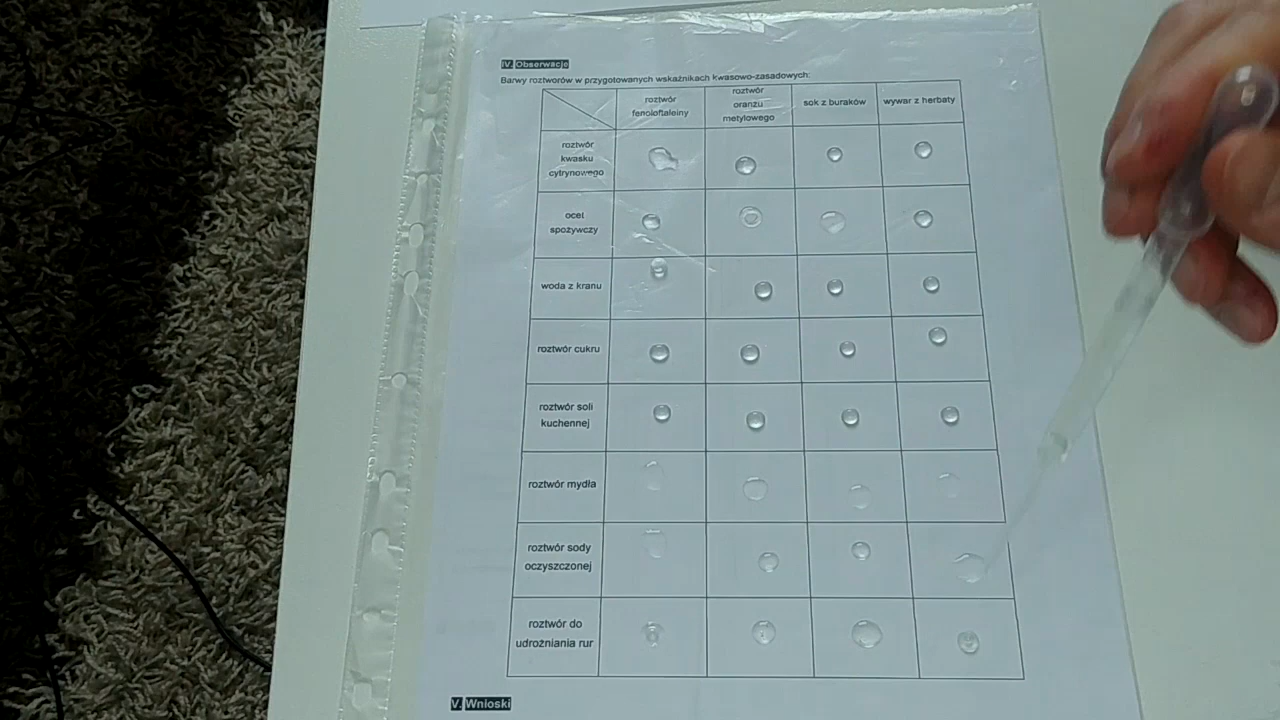 IV. Obserwacje
Barwy roztworów w przygotowanych wskaźnikach kwasowo-zasadowych:
roztwór
fenoloftaleiny
roztwór
oranżu
metylowego
sok z buraków
wywar z herbaty
roztwór
kwasku
cytrynowego
ocet
spożywczy
woda z kranu
roztwór cukru
roztwór soli
kuchennej
roztwór mydła
roztwór sody
oczyszczonej
roztwór do
udrożniania rur
V. Wnioski